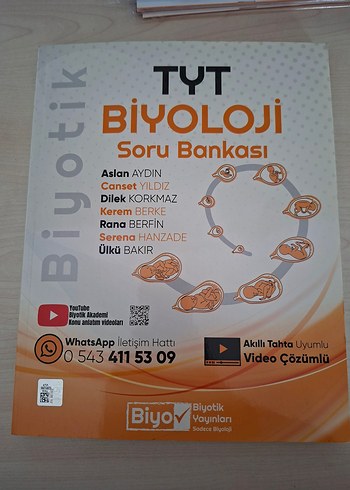 Biyotik
TYT
BİYOLOJİ
Soru Bankası
Aslan AYDIN
Canset YILDIZ
Dilek KORKMAZ
Kerem BERKE
Rana BERFİN
Serena HANZADE
Ülkü BAKIR
YouTube
Biyotik Akademi
Konu anlatım videoları
WhatsApp İletişim Hattı
0 543 411 53 09
Akıllı Tahta Uyumlu
Video Çözümlü
Biyo
Biyotik
Yayınları
Sadece Biyoloji